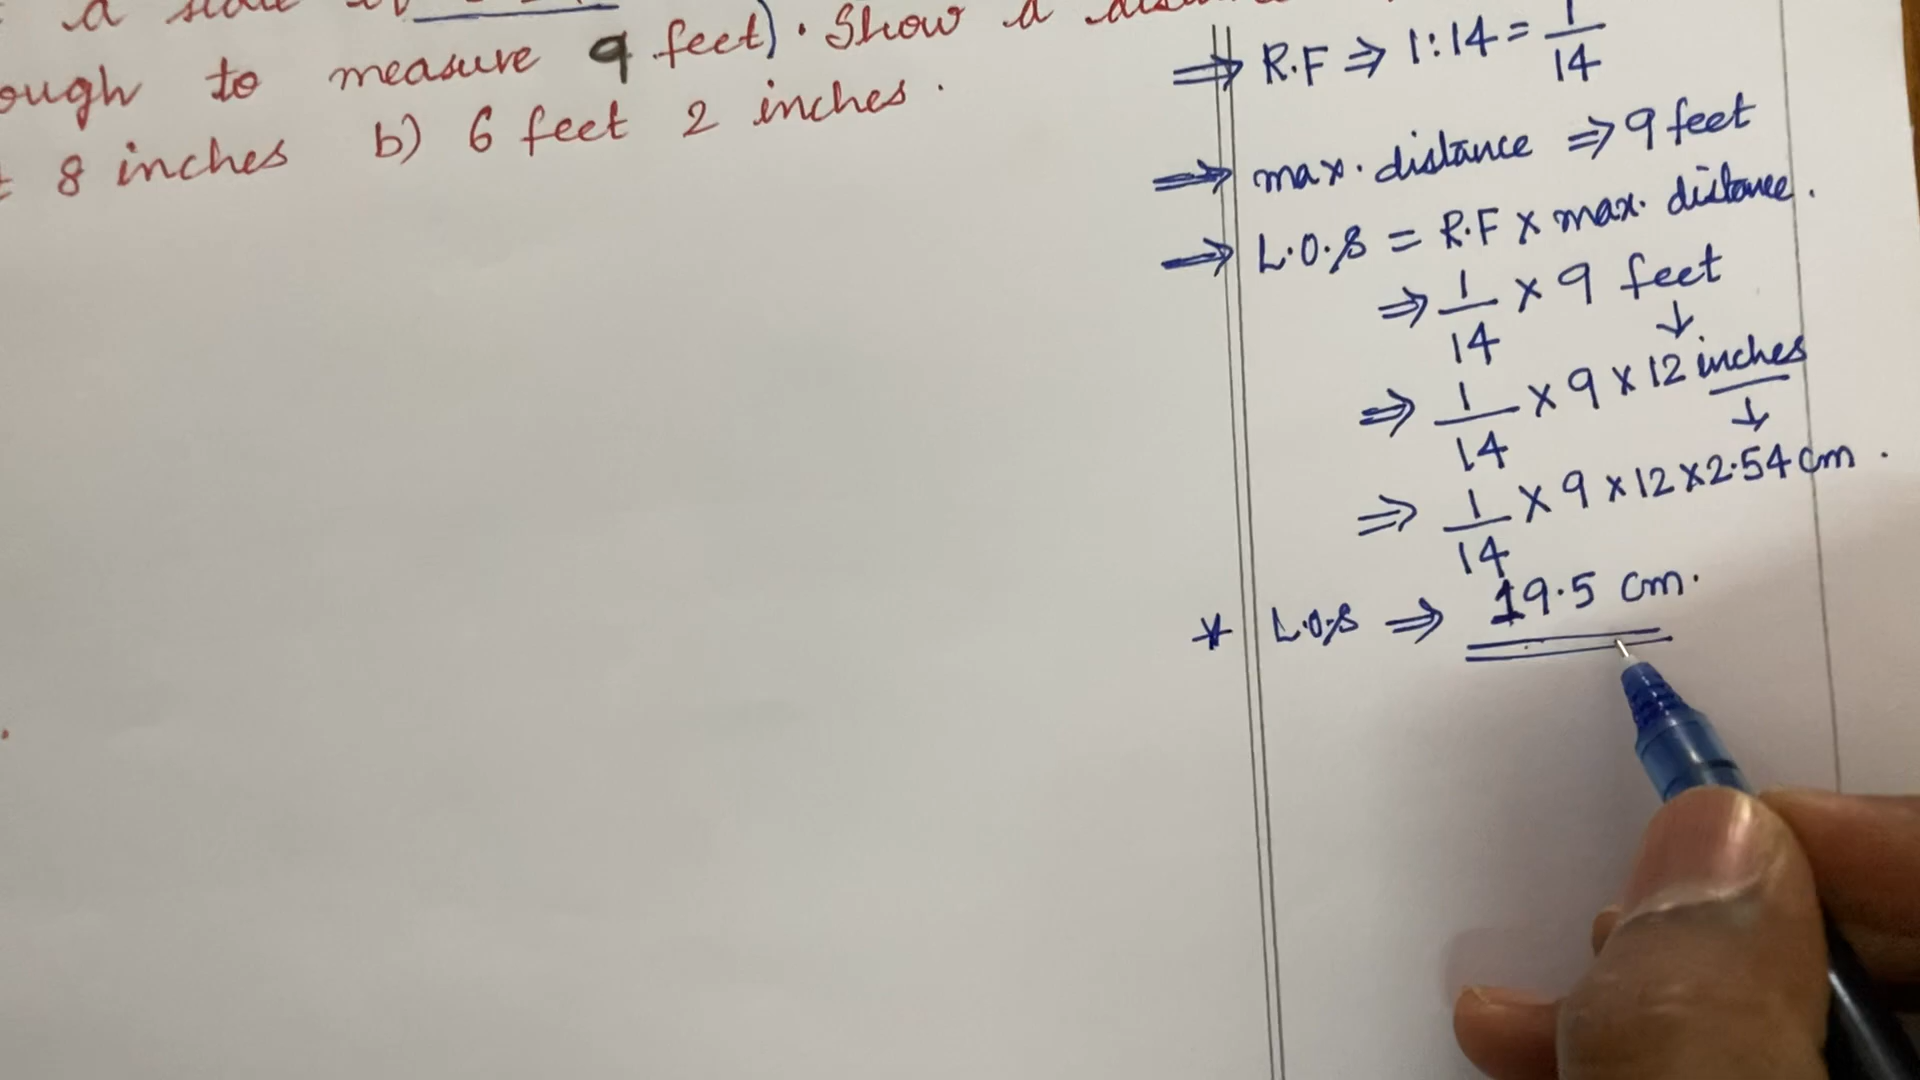 a
ough to measure 9 feet). Show a
8 inches b) 6 feet 2 inches.
⇒ R.F ⇒ 1:14 = 1/14
⇒ max. distance ⇒ 9 feet
⇒ L.O.S = R.F × max. distance.
⇒ 1/14 × 9 feet
↓
⇒ 1/14 × 9 × 12 inches
↓
⇒ 1/14 × 9 × 12 × 2.54 cm.
* L.O.S ⇒ 19.5 cm.